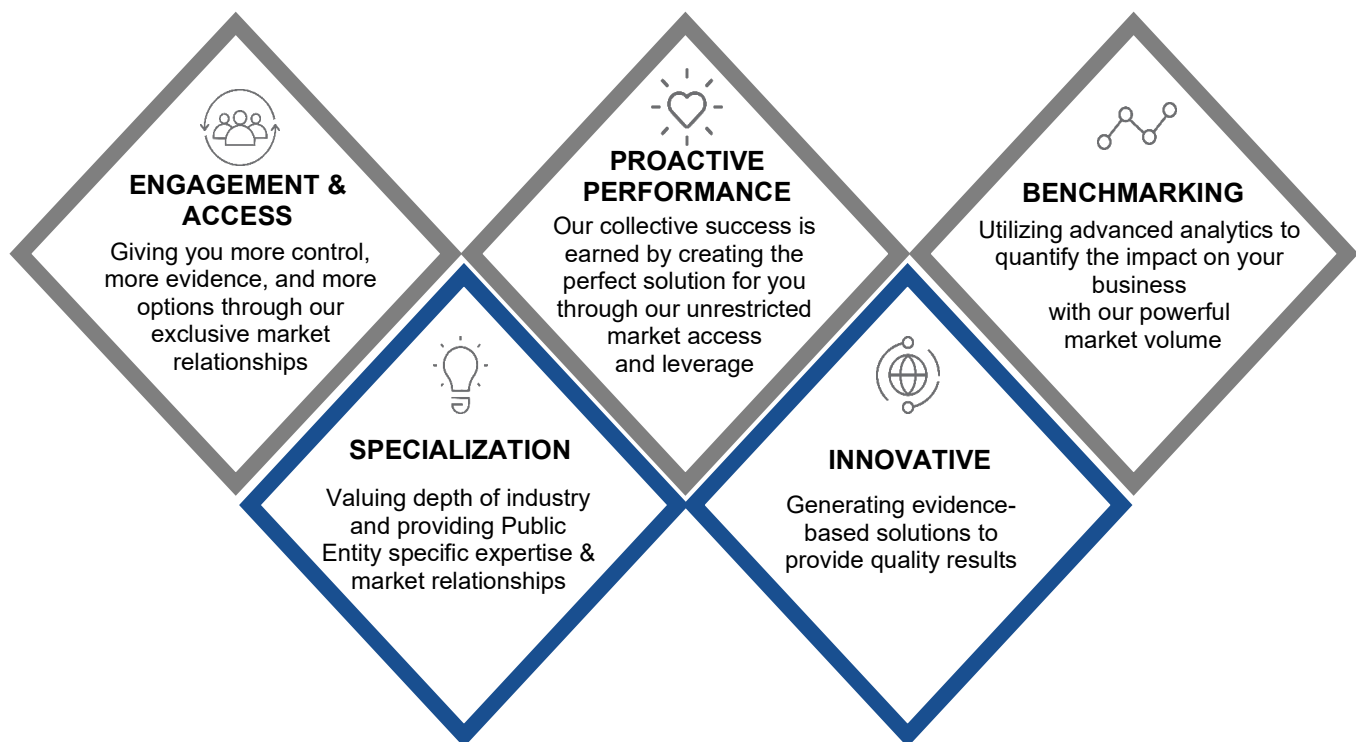 ENGAGEMENT &
ACCESS
Giving you more control,
more evidence, and more
options through our
exclusive market
relationships
PROACTIVE
PERFORMANCE
Our collective success is
earned by creating the
perfect solution for you
through our unrestricted
market access
and leverage
BENCHMARKING
Utilizing advanced analytics to
quantify the impact on your
business
with our powerful
market volume
SPECIALIZATION
Valuing depth of industry
and providing Public
Entity specific expertise &
market relationships
INNOVATIVE
Generating evidence-
based solutions to
provide quality results